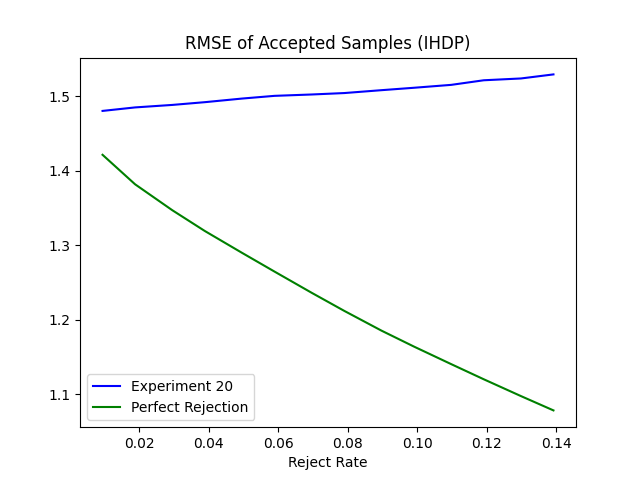 RMSE of Accepted Samples (IHDP)
1.5
1.4
1.3
1.2
1.1
Experiment 20
Perfect Rejection
0.02 0.04 0.06 0.08 0.10 0.12 0.14
Reject Rate